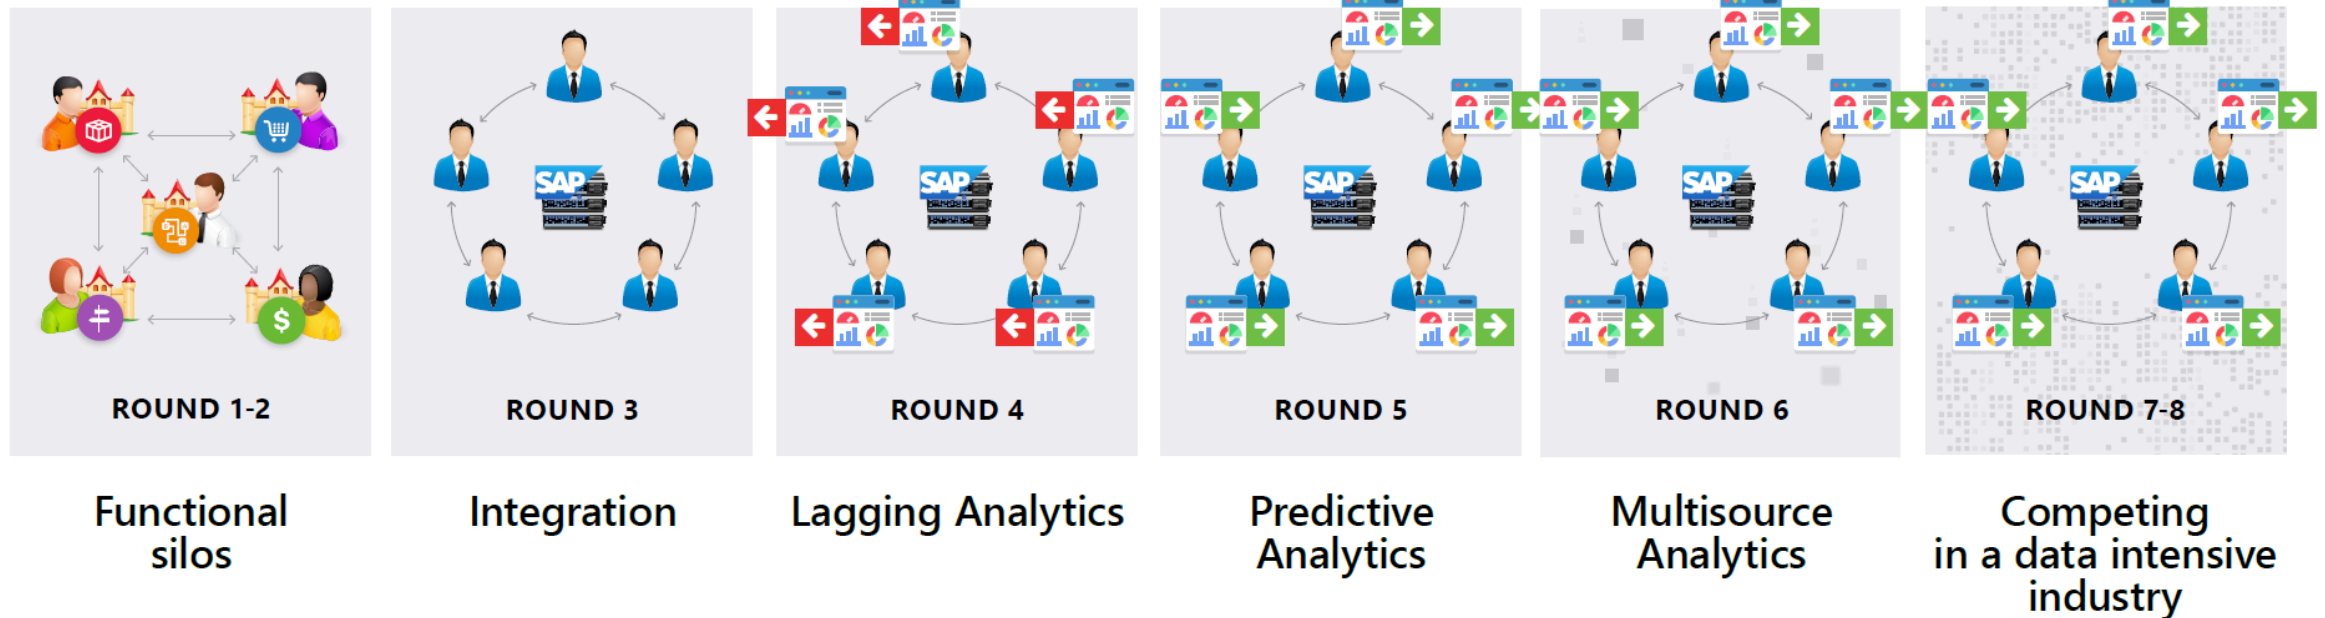 SAP
SAP
SAP
SAP
SAP
$
ROUND 1-2
ROUND 3
ROUND 4
ROUND 5
ROUND 6
ROUND 7-8
Functional
silos
Integration
Lagging Analytics
Predictive
Analytics
Multisource
Analytics
Competing
in a data intensive
industry